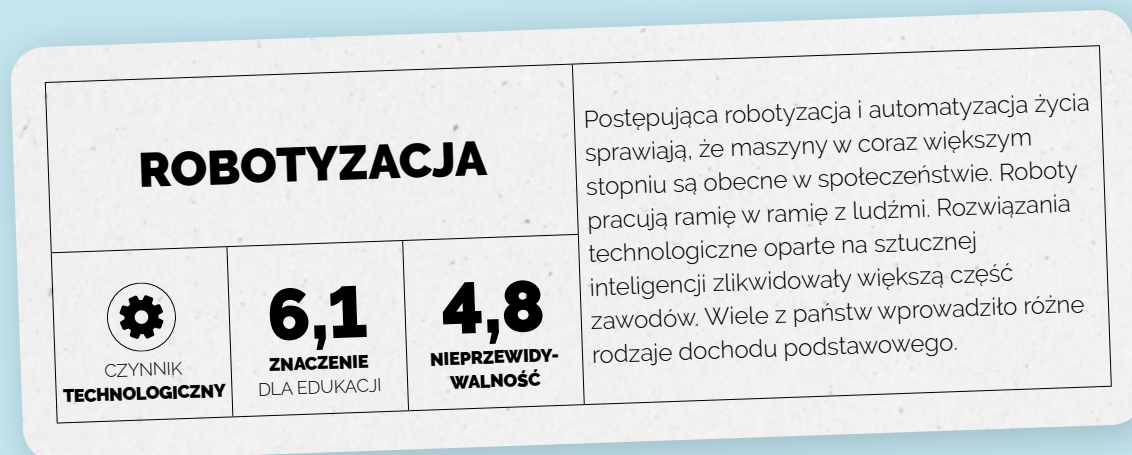 ROBOTYZACJA
CZYNNIK
TECHNOLOGICZNY
6,1
ZNACZENIE
DLA EDUKACJI
4,8
NIEPRZEWIDY-
WALNOŚĆ
Postępująca robotyzacja i automatyzacja życia
sprawiają, że maszyny w coraz większym
stopniu są obecne w społeczeństwie. Roboty
pracują ramię w ramię z ludźmi. Rozwiązania
technologiczne oparte na sztucznej
inteligencji zlikwidowały większą część
zawodów. Wiele z państw wprowadziło różne
rodzaje dochodu podstawowego.